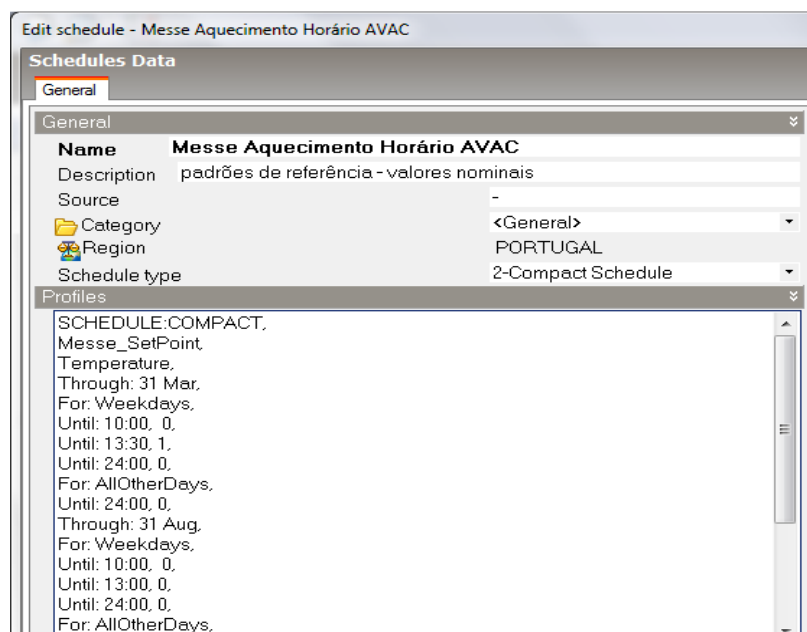 Edit schedule - Messe Aquecimento Horário AVAC
Schedules Data
General
General
Name Messe Aquecimento Horário AVAC
Description padrões de referência - valores nominais
Source -
Category <General>
Region PORTUGAL
Schedule type 2-Compact Schedule
Profiles
SCHEDULE:COMPACT,
Messe_SetPoint,
Temperature,
Through: 31 Mar,
For: Weekdays,
Until: 10:00, 0,
Until: 13:30, 1,
Until: 24:00, 0,
For: AllOtherDays,
Until: 24:00, 0,
Through: 31 Aug,
For: Weekdays,
Until: 10:00, 0,
Until: 13:00, 0,
Until: 24:00, 0,
For: AllOtherDays,